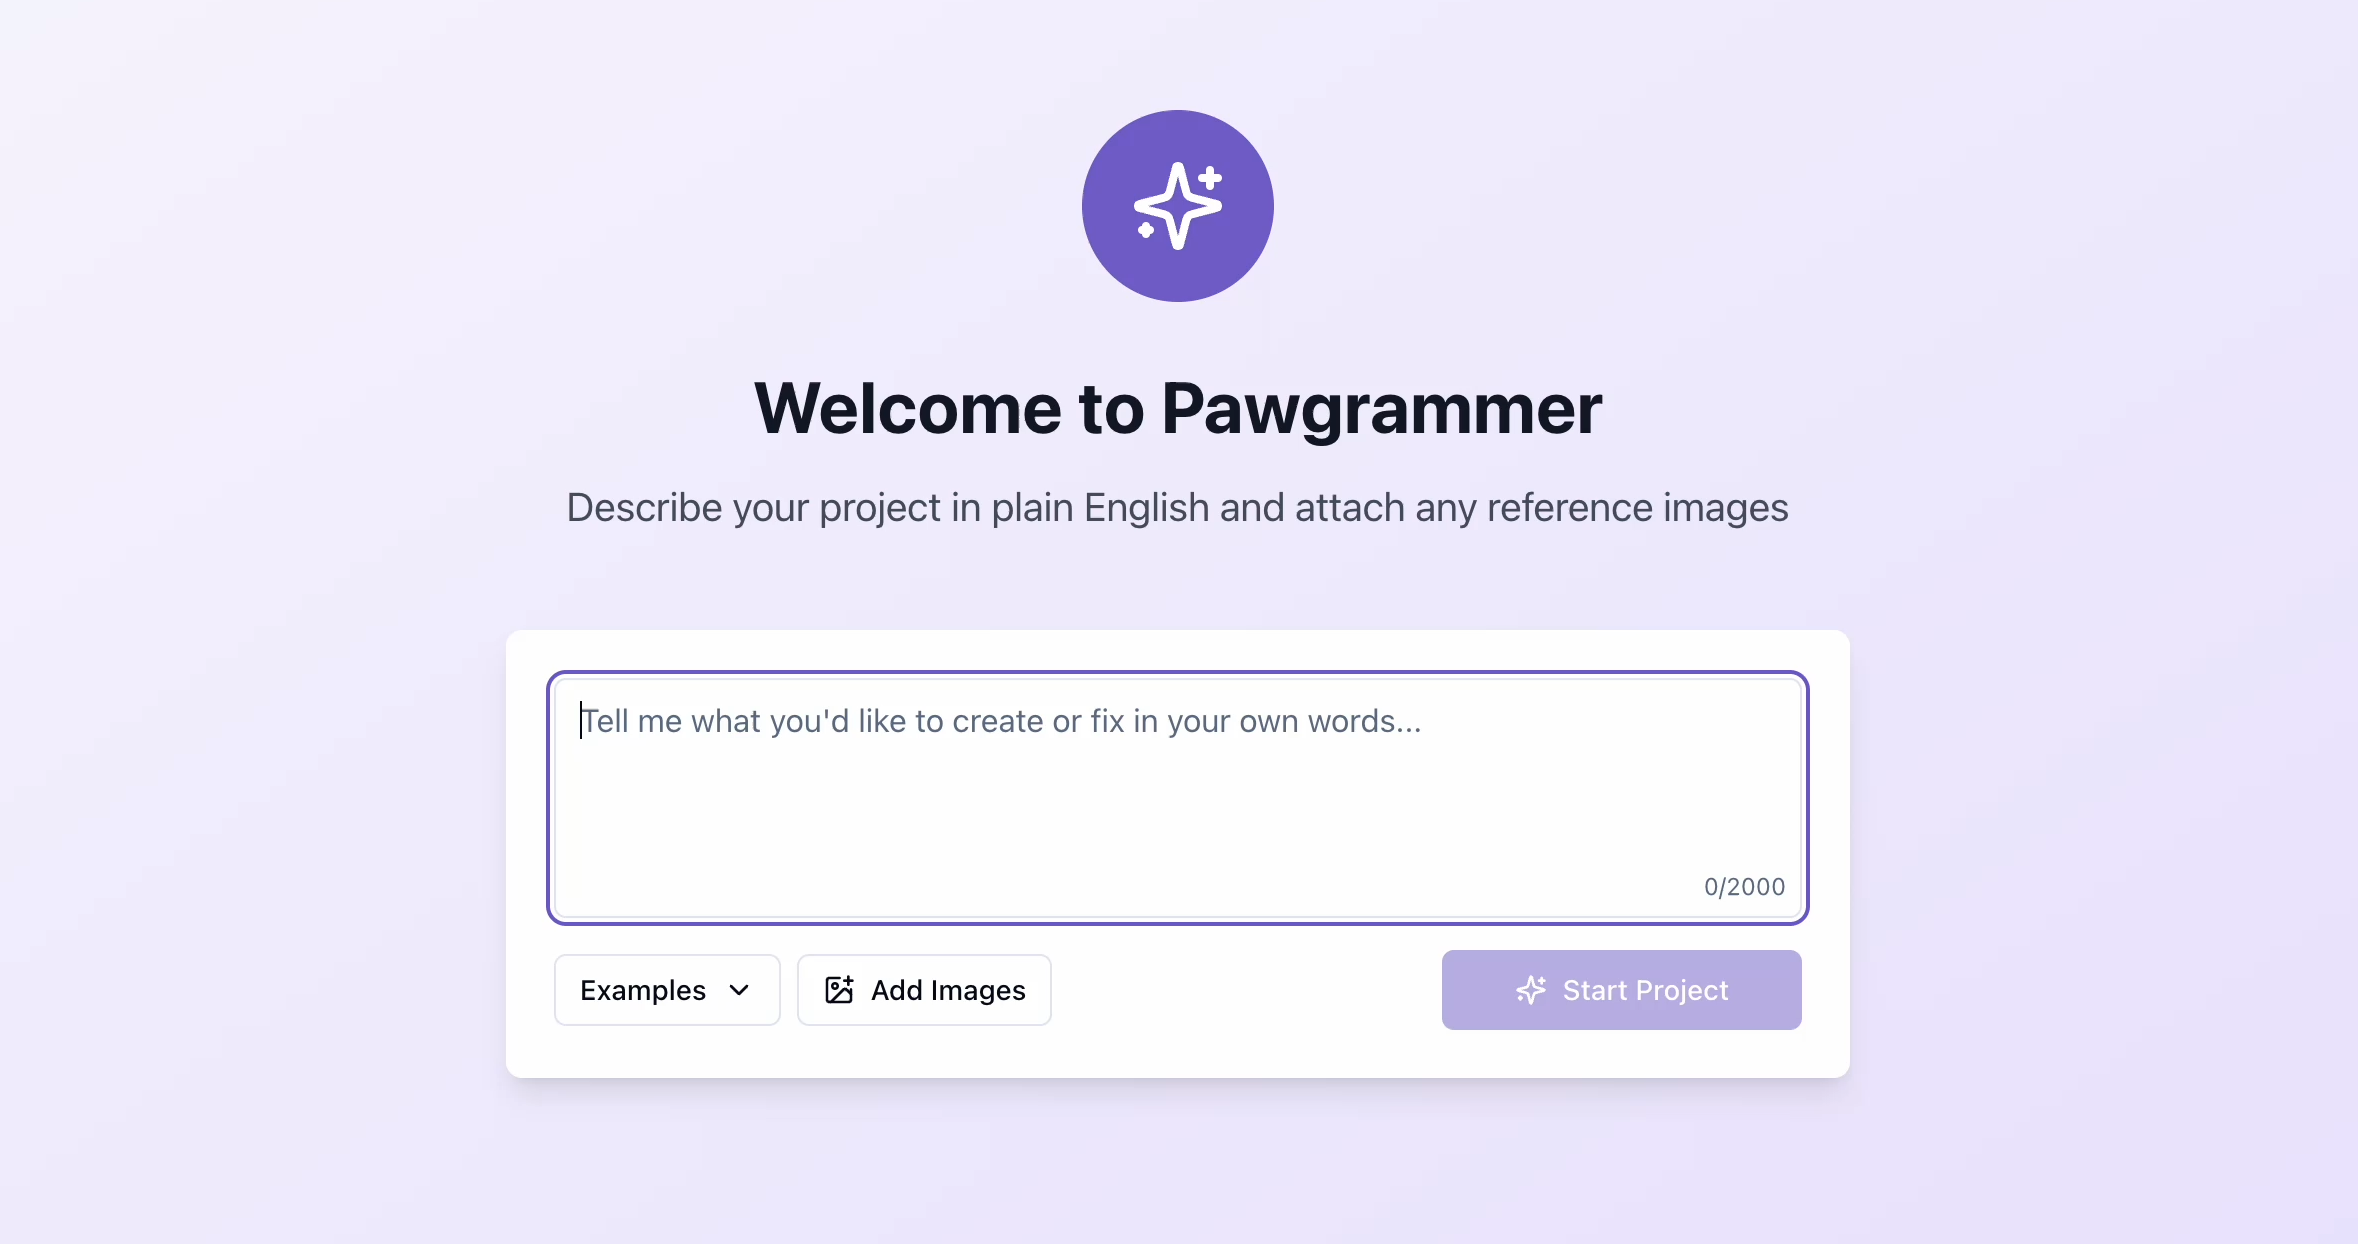 Welcome to Pawgrammer
Describe your project in plain English and attach any reference images
Tell me what you'd like to create or fix in your own words...
0/2000
Examples
Add Images
Start Project